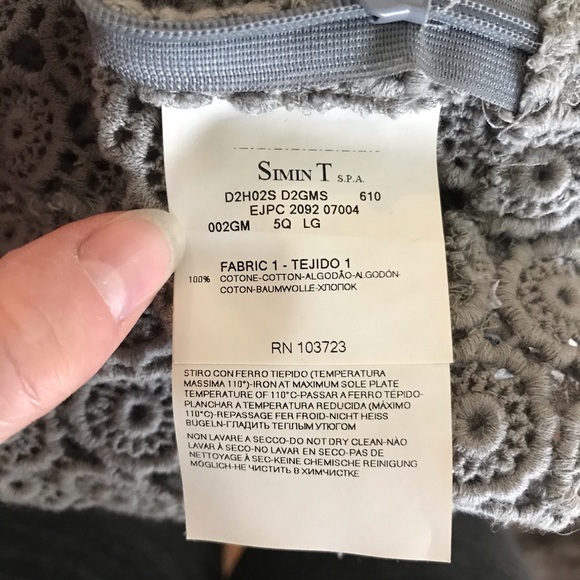 SIMIN T S.P.A.
D2H02S D2GMS 610
EJPC 2092 07004
002GM 5Q LG
FABRIC 1 - TEJIDO 1
100% COTONE-COTTON-ALGODÃO-ALGODÓN-
COTON-BAUMWOLLE-ХЛОПОК
RN 103723
STIRO CON FERRO TIEPIDO (TEMPERATURA
MASSIMA 110°)-IRON AT MAXIMUM SOLE PLATE
TEMPERATURE OF 110°C-PASSAR A FERRO TÉPIDO-
PLANCHAR A TEMPERATURA REDUCIDA (MÁXIMO
110°C)-REPASSAGE FER FROID-NICHT HEISS
BÜGELN-ГЛАДИТЬ ТЕПЛЫМ УТЮГОМ
NON LAVARE A SECCO-DO NOT DRY CLEAN-NÃO
LAVAR À SECO-NO LAVAR EN SECO-PAS DE
NETTOYAGE À SEC-KEINE CHEMISCHE REINIGUNG
MÖGLICH-НЕ ЧИСТИТЬ В ХИМЧИСТКЕ